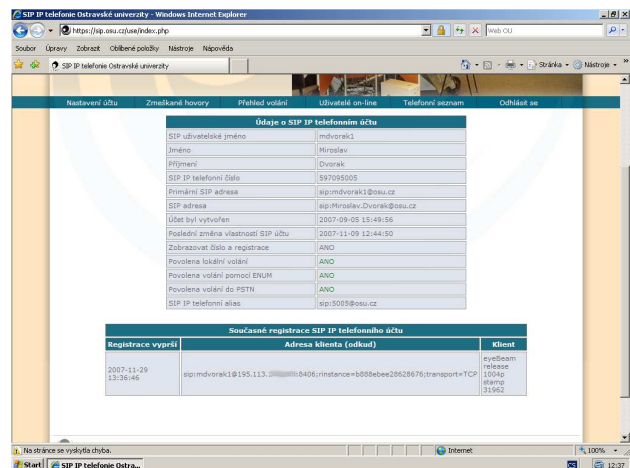 SIP IP telefonie Ostravské univerzity - Windows Internet Explorer
https://sip.osu.cz/use/index.php
Web OU
Soubor Úpravy Zobrazit Oblíbené položky Nástroje Nápověda
SIP IP telefonie Ostravské univerzity
Stránka Nástroje
Nastavení účtu Zmeškané hovory Přehled volání Uživatelé on-line Telefonní seznam Odhlásit se
Údaje o SIP IP telefonním účtu
SIP uživatelské jméno mdvorak1
Jméno Miroslav
Příjmení Dvorak
SIP IP telefonní číslo 597095005
Primární SIP adresa sip:mdvorak1@osu.cz
SIP adresa sip:Miroslav.Dvorak@osu.cz
Účet byl vytvořen 2007-09-05 15:49:56
Poslední změna vlastností SIP účtu 2007-11-09 12:44:50
Zobrazovat číslo a registrace ANO
Povolena lokální volání ANO
Povolena volání pomocí ENUM ANO
Povolena volání do PSTN ANO
SIP IP telefonní alias sip:5005@osu.cz
Současné registrace SIP IP telefonního účtu
Registrace vyprší Adresa klienta (odkud) Klient
2007-11-29
13:36:46
sip:mdvorak1@195.113. :8406;rinstance=b888ebee28628676;transport=TCP
eyeBeam
release
1004p
stamp
31962
Na stránce se vyskytla chyba. Internet 100%
Start SIP IP telefonie Ostra... CS 12:37